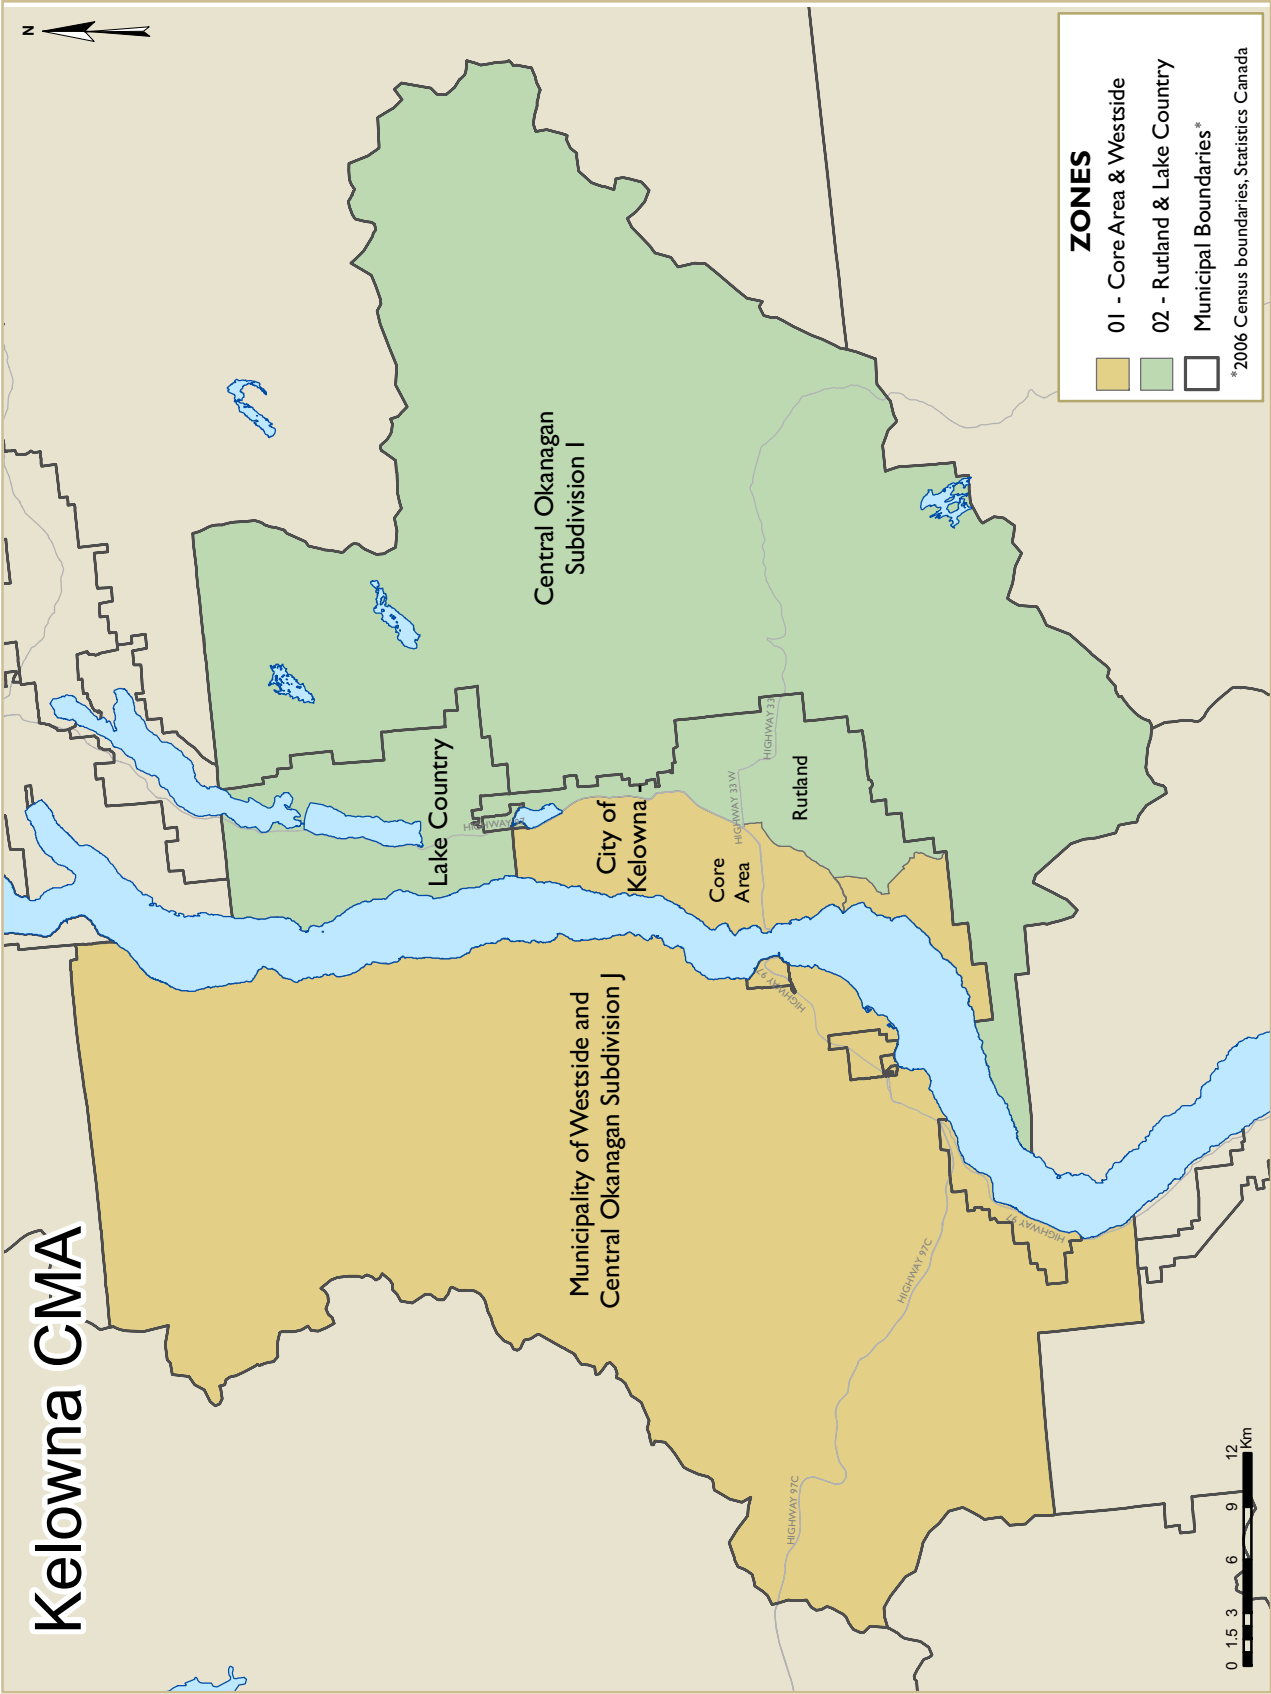 Kelowna CMA
N
Lake Country
Central Okanagan
Subdivision I
HIGHWAY 97
City of
Kelowna -
Municipality of Westside and
Central Okanagan Subdivision J
Core
Area
HIGHWAY 33 W
HIGHWAY 33
Rutland
HIGHWAY 97
HIGHWAY 97C
HIGHWAY 97C
HIGHWAY 97
0 1.5 3 6 9 12
Km
ZONES
01 - Core Area & Westside
02 - Rutland & Lake Country
Municipal Boundaries*
*2006 Census boundaries, Statistics Canada